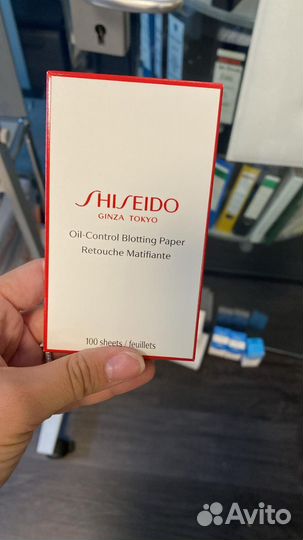 SHISEIDO
GINZA TOKYO
Oil-Control Blotting Paper
Retouche Matifiante
100 sheets / feuillets
Avito